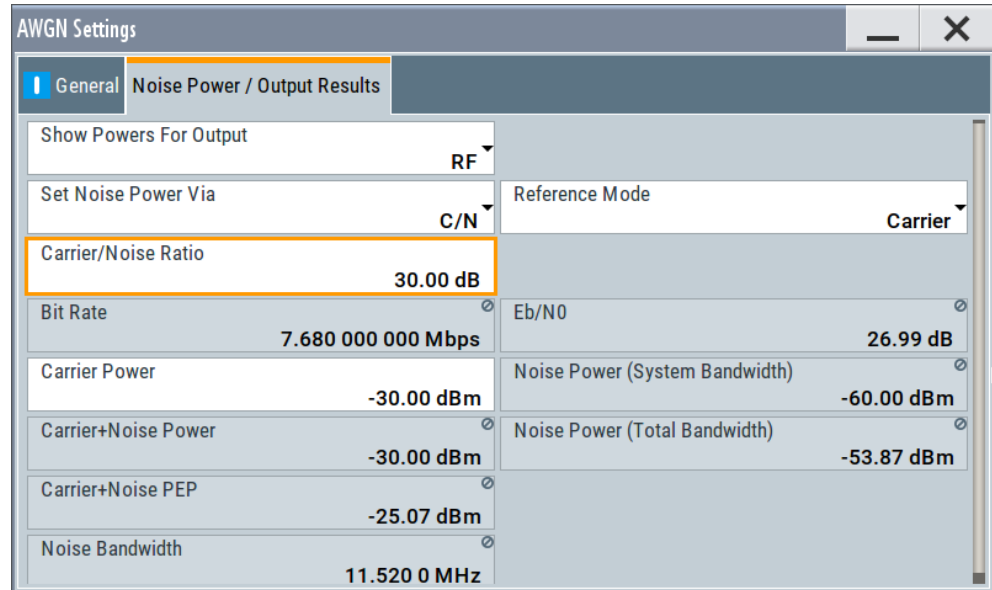 AWGN Settings
General
Noise Power / Output Results
Show Powers For Output
RF
Set Noise Power Via
C/N
Reference Mode
Carrier
Carrier/Noise Ratio
30.00 dB
Bit Rate
7.680 000 000 Mbps
Eb/N0
26.99 dB
Carrier Power
-30.00 dBm
Noise Power (System Bandwidth)
-60.00 dBm
Carrier+Noise Power
-30.00 dBm
Noise Power (Total Bandwidth)
-53.87 dBm
Carrier+Noise PEP
-25.07 dBm
Noise Bandwidth
11.520 0 MHz